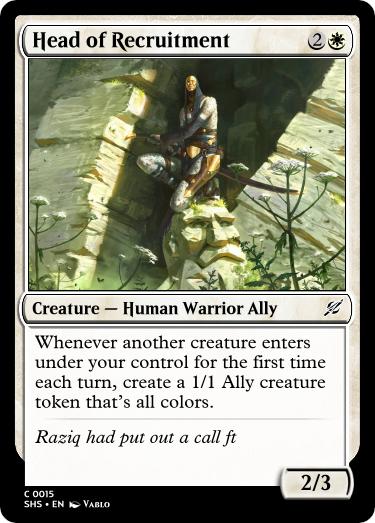 Head of Recruitment 2
Creature — Human Warrior Ally
Whenever another creature enters
under your control for the first time
each turn, create a 1/1 Ally creature
token that's all colors.
Raziq had put out a call ft
2/3
C 0015
SHS • EN Vablo